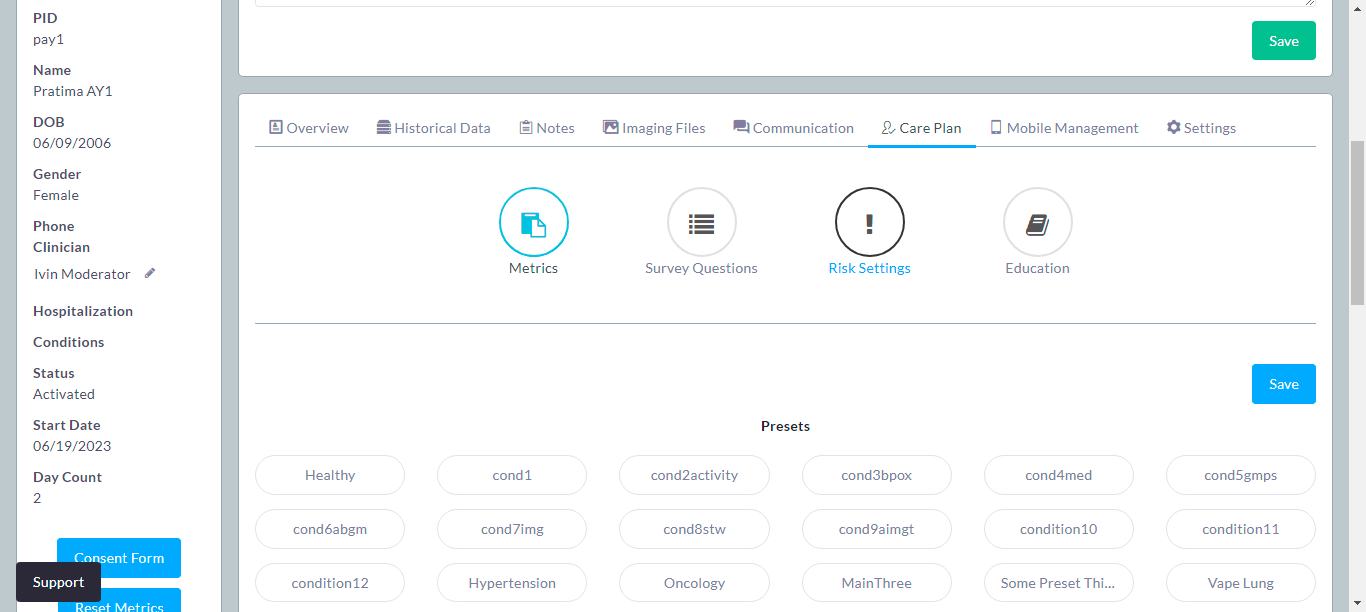 PID
pay1
Name
Pratima AY1
DOB
06/09/2006
Gender
Female
Phone
Clinician
Ivin Moderator
Hospitalization
Conditions
Status
Activated
Start Date
06/19/2023
Day Count
2
Consent Form
Support
Reset Metrics
Save
Overview Historical Data Notes Imaging Files Communication Care Plan Mobile Management Settings
Metrics Survey Questions Risk Settings Education
Save
Presets
Healthy cond1 cond2activity cond3bpox cond4med cond5gmps
cond6abgm cond7img cond8stw cond9aimgt condition10 condition11
condition12 Hypertension Oncology MainThree Some Preset Thi... Vape Lung